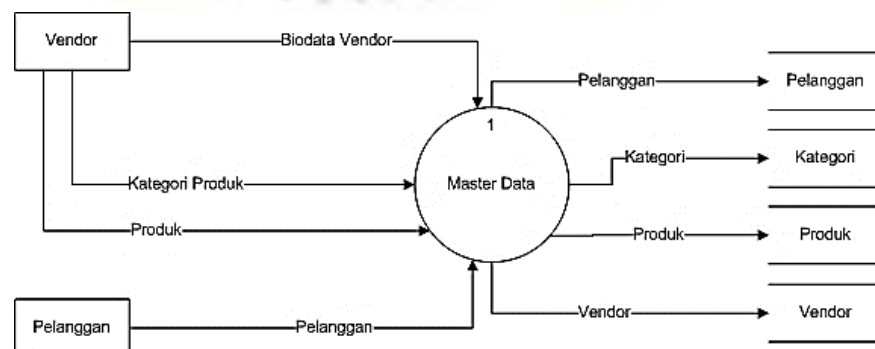 Vendor
Biodata Vendor
Pelanggan
Pelanggan
1
Kategori
Kategori
Kategori Produk
Master Data
Produk
Produk
Produk
Vendor
Vendor
Pelanggan
Pelanggan